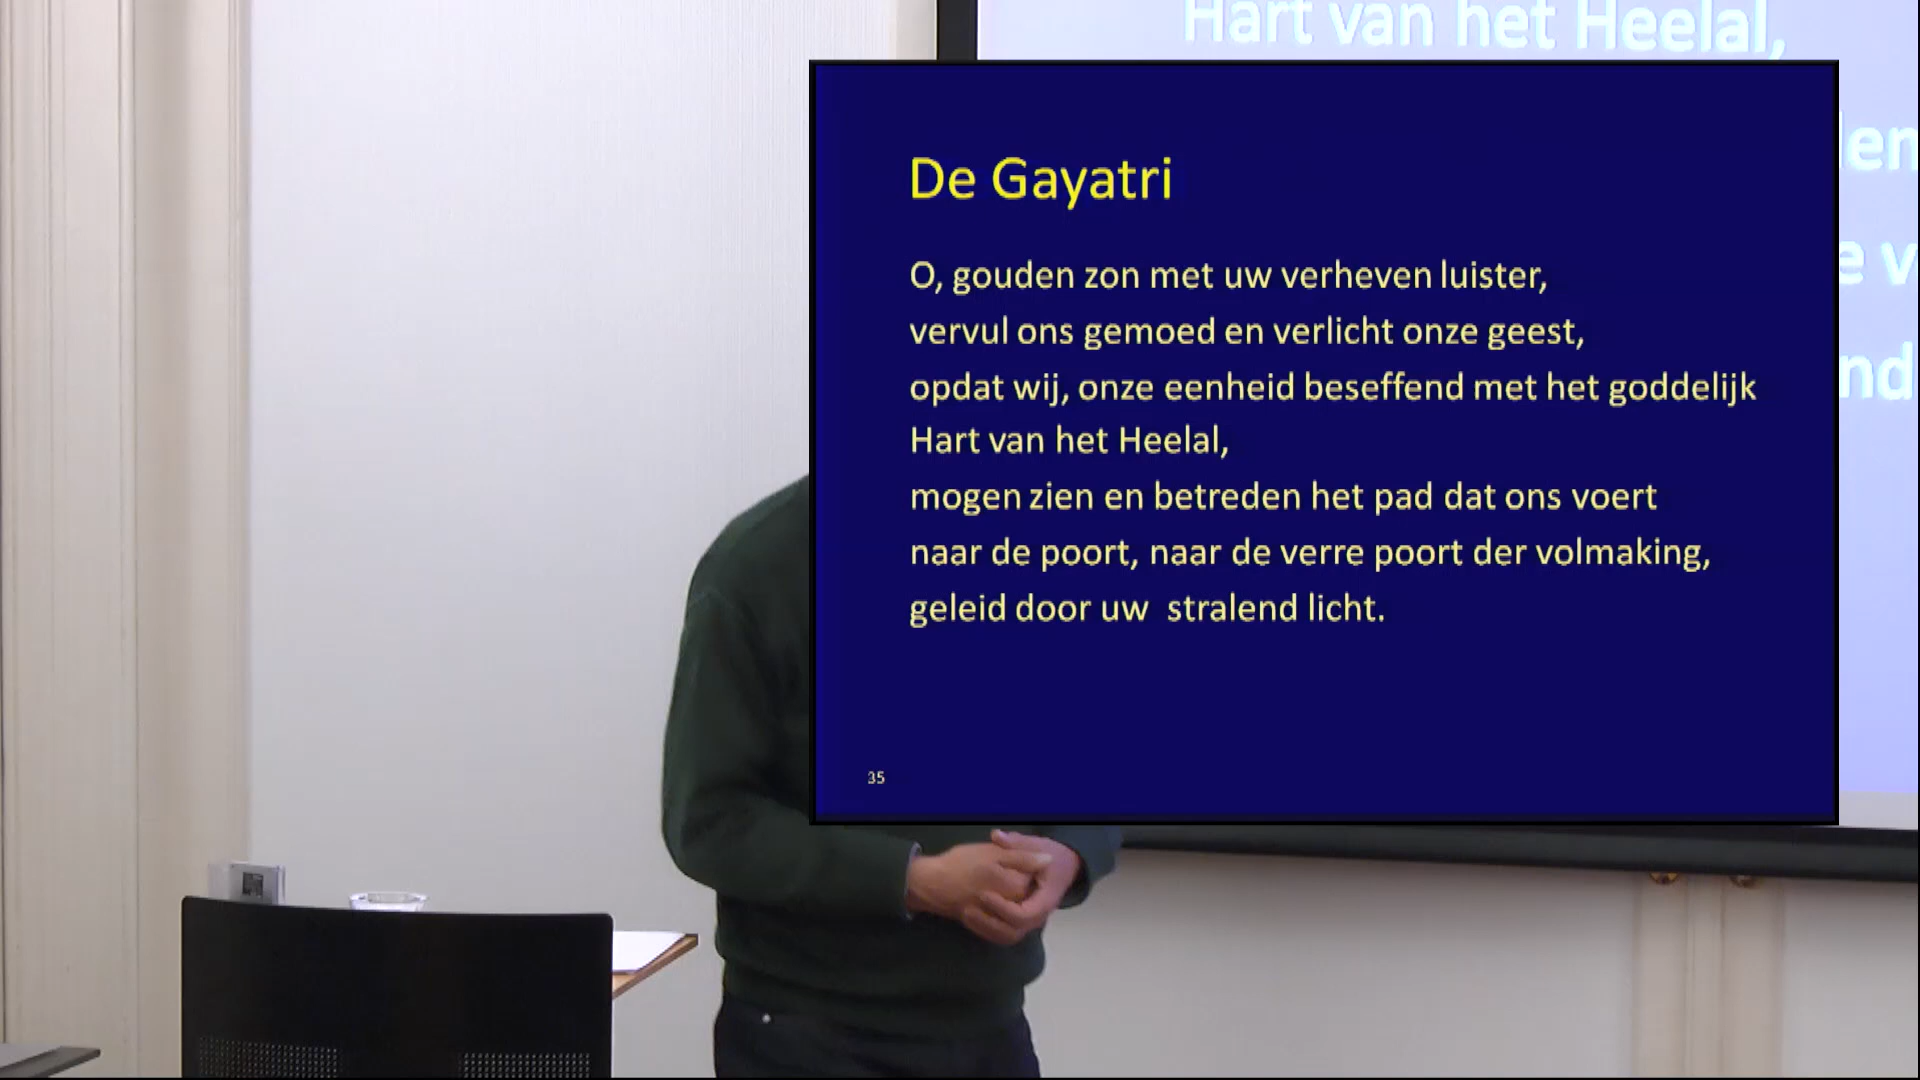 Hart van het Heelal,
De Gayatri
O, gouden zon met uw verheven luister,
vervul ons gemoed en verlicht onze geest,
opdat wij, onze eenheid beseffend met het goddelijk
Hart van het Heelal,
mogen zien en betreden het pad dat ons voert
naar de poort, naar de verre poort der volmaking,
geleid door uw stralend licht.
35